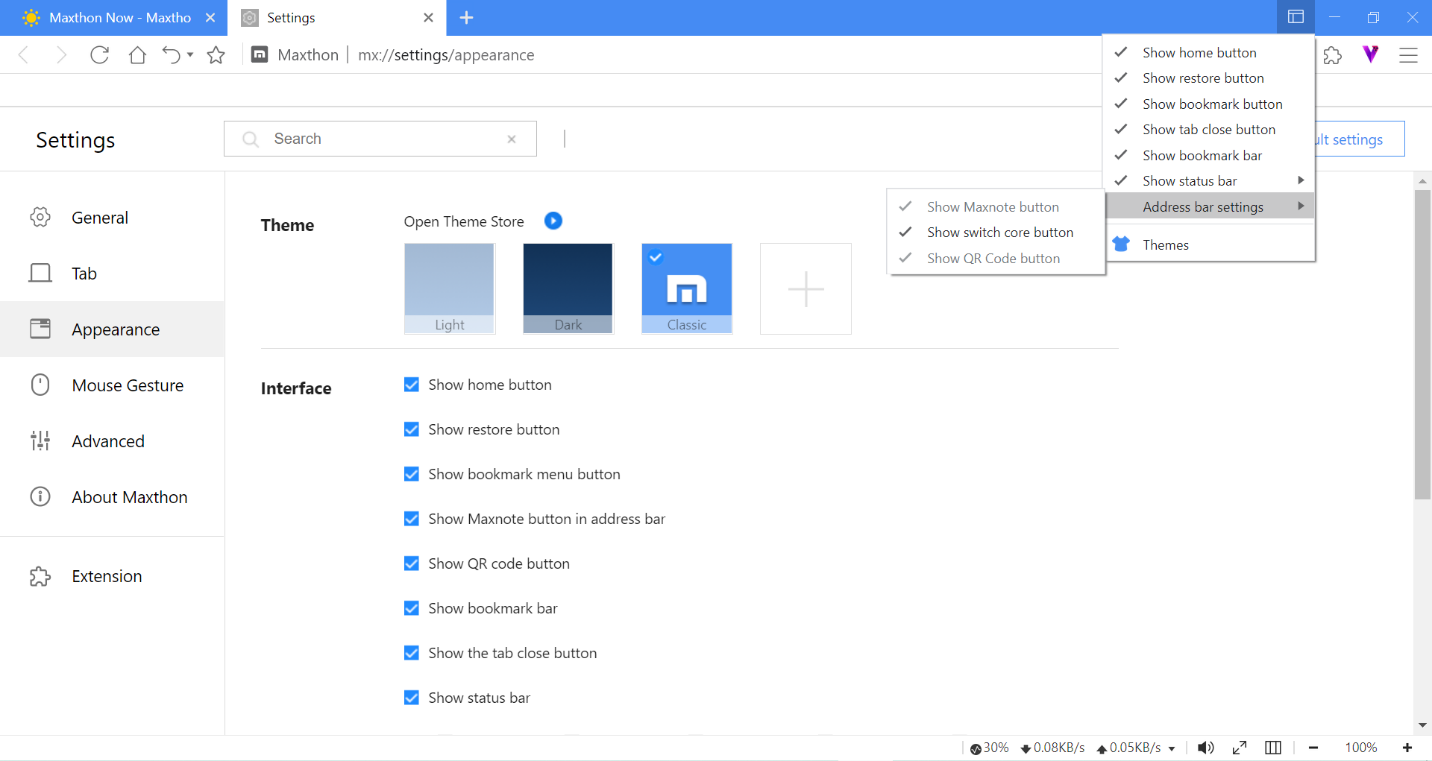 Maxthon Now - Maxtho
Settings
Maxthon
mx://settings/appearance
Show home button
Show restore button
Show bookmark button
Show tab close button
Show bookmark bar
Show status bar
Address bar settings
Themes
Show Maxnote button
Show switch core button
Show QR Code button
Settings
Search
ult settings
General
Tab
Appearance
Mouse Gesture
Advanced
About Maxthon
Extension
Theme
Open Theme Store
Light
Dark
Classic
Interface
Show home button
Show restore button
Show bookmark menu button
Show Maxnote button in address bar
Show QR code button
Show bookmark bar
Show the tab close button
Show status bar
30%
0.08KB/s
0.05KB/s
100%